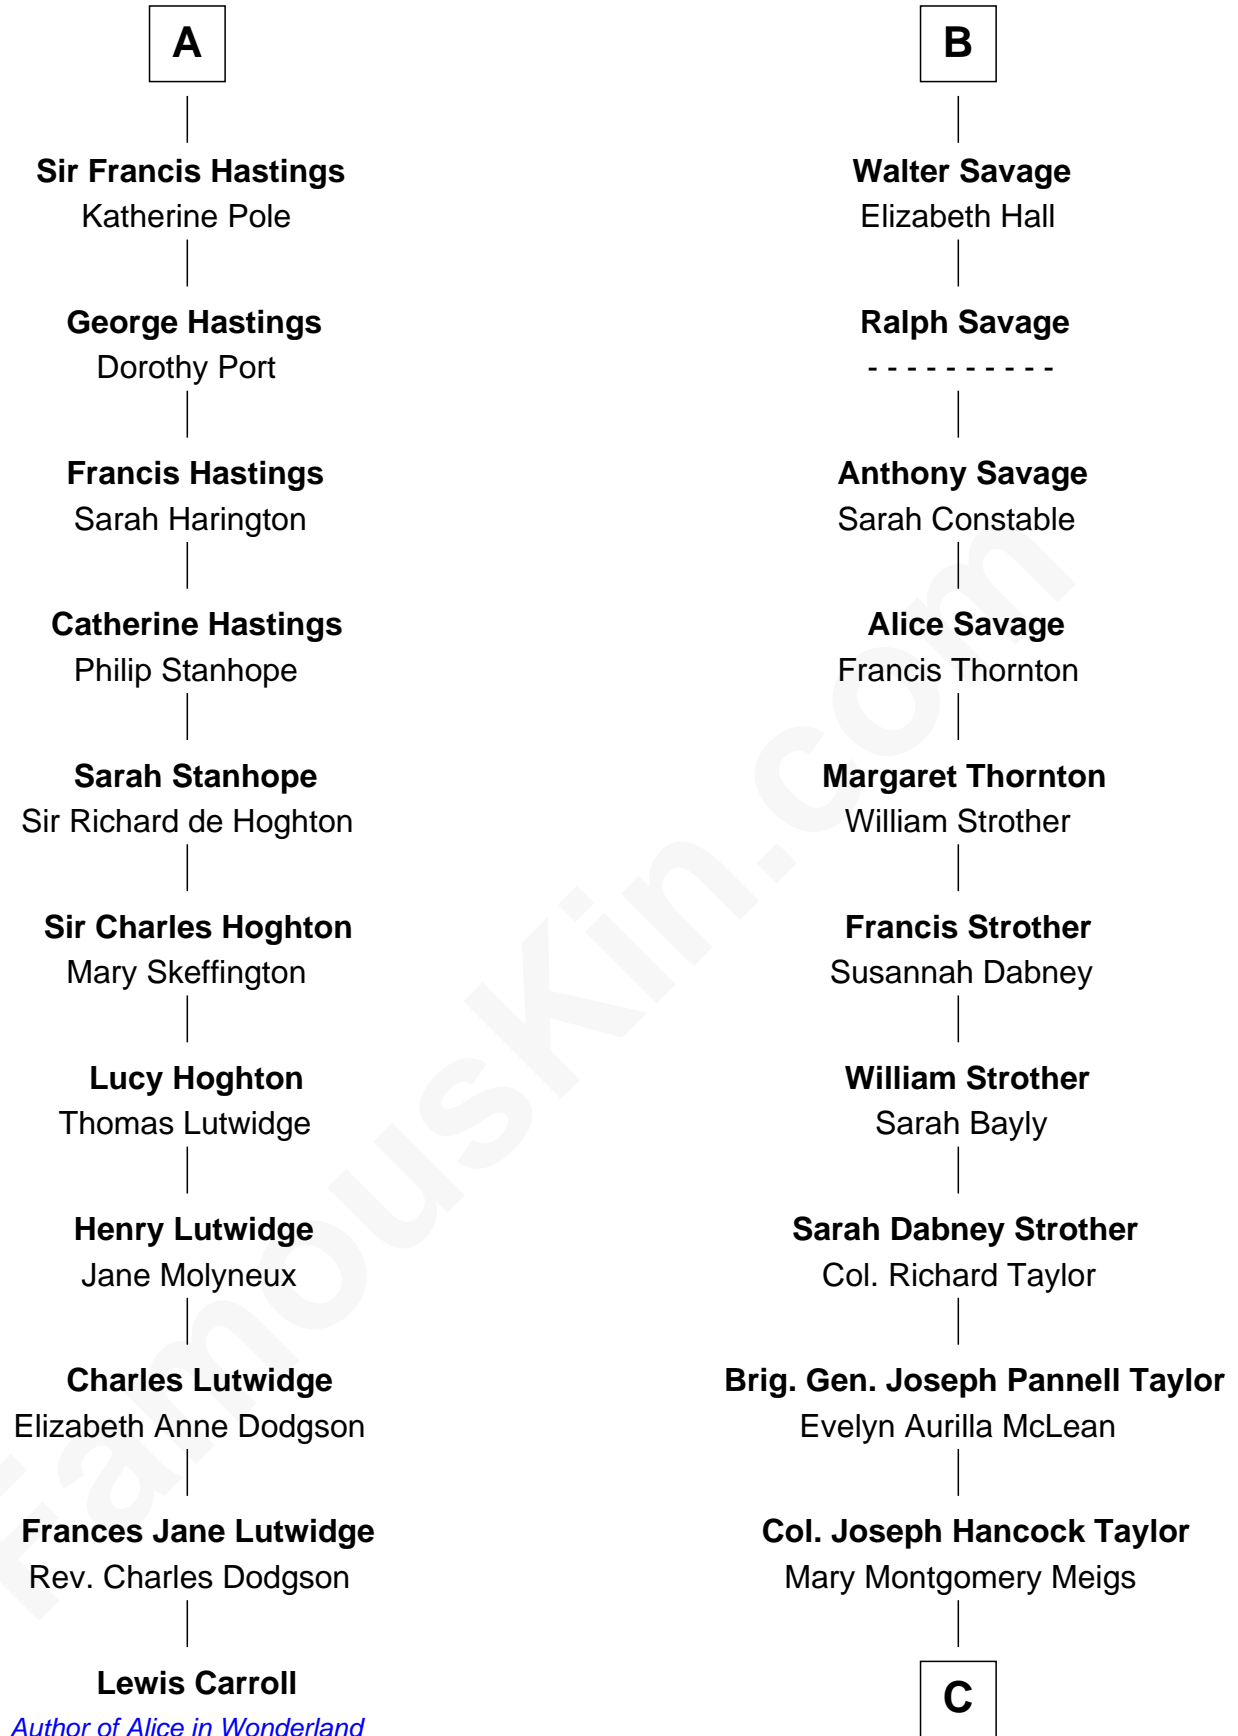 A
Sir Francis Hastings
Katherine Pole
George Hastings
Dorothy Port
Francis Hastings
Sarah Harington
Catherine Hastings
Philip Stanhope
Sarah Stanhope
Sir Richard de Hoghton
Sir Charles Hoghton
Mary Skeffington
Lucy Hoghton
Thomas Lutwidge
Henry Lutwidge
Jane Molyneux
Charles Lutwidge
Elizabeth Anne Dodgson
Frances Jane Lutwidge
Rev. Charles Dodgson
Lewis Carroll
Author of Alice in Wonderland
B
Walter Savage
Elizabeth Hall
Ralph Savage
- - - - - - - - - -
Anthony Savage
Sarah Constable
Alice Savage
Francis Thornton
Margaret Thornton
William Strother
Francis Strother
Susannah Dabney
William Strother
Sarah Bayly
Sarah Dabney Strother
Col. Richard Taylor
Brig. Gen. Joseph Pannell Taylor
Evelyn Aurilla McLean
Col. Joseph Hancock Taylor
Mary Montgomery Meigs
C
FamousKin.com